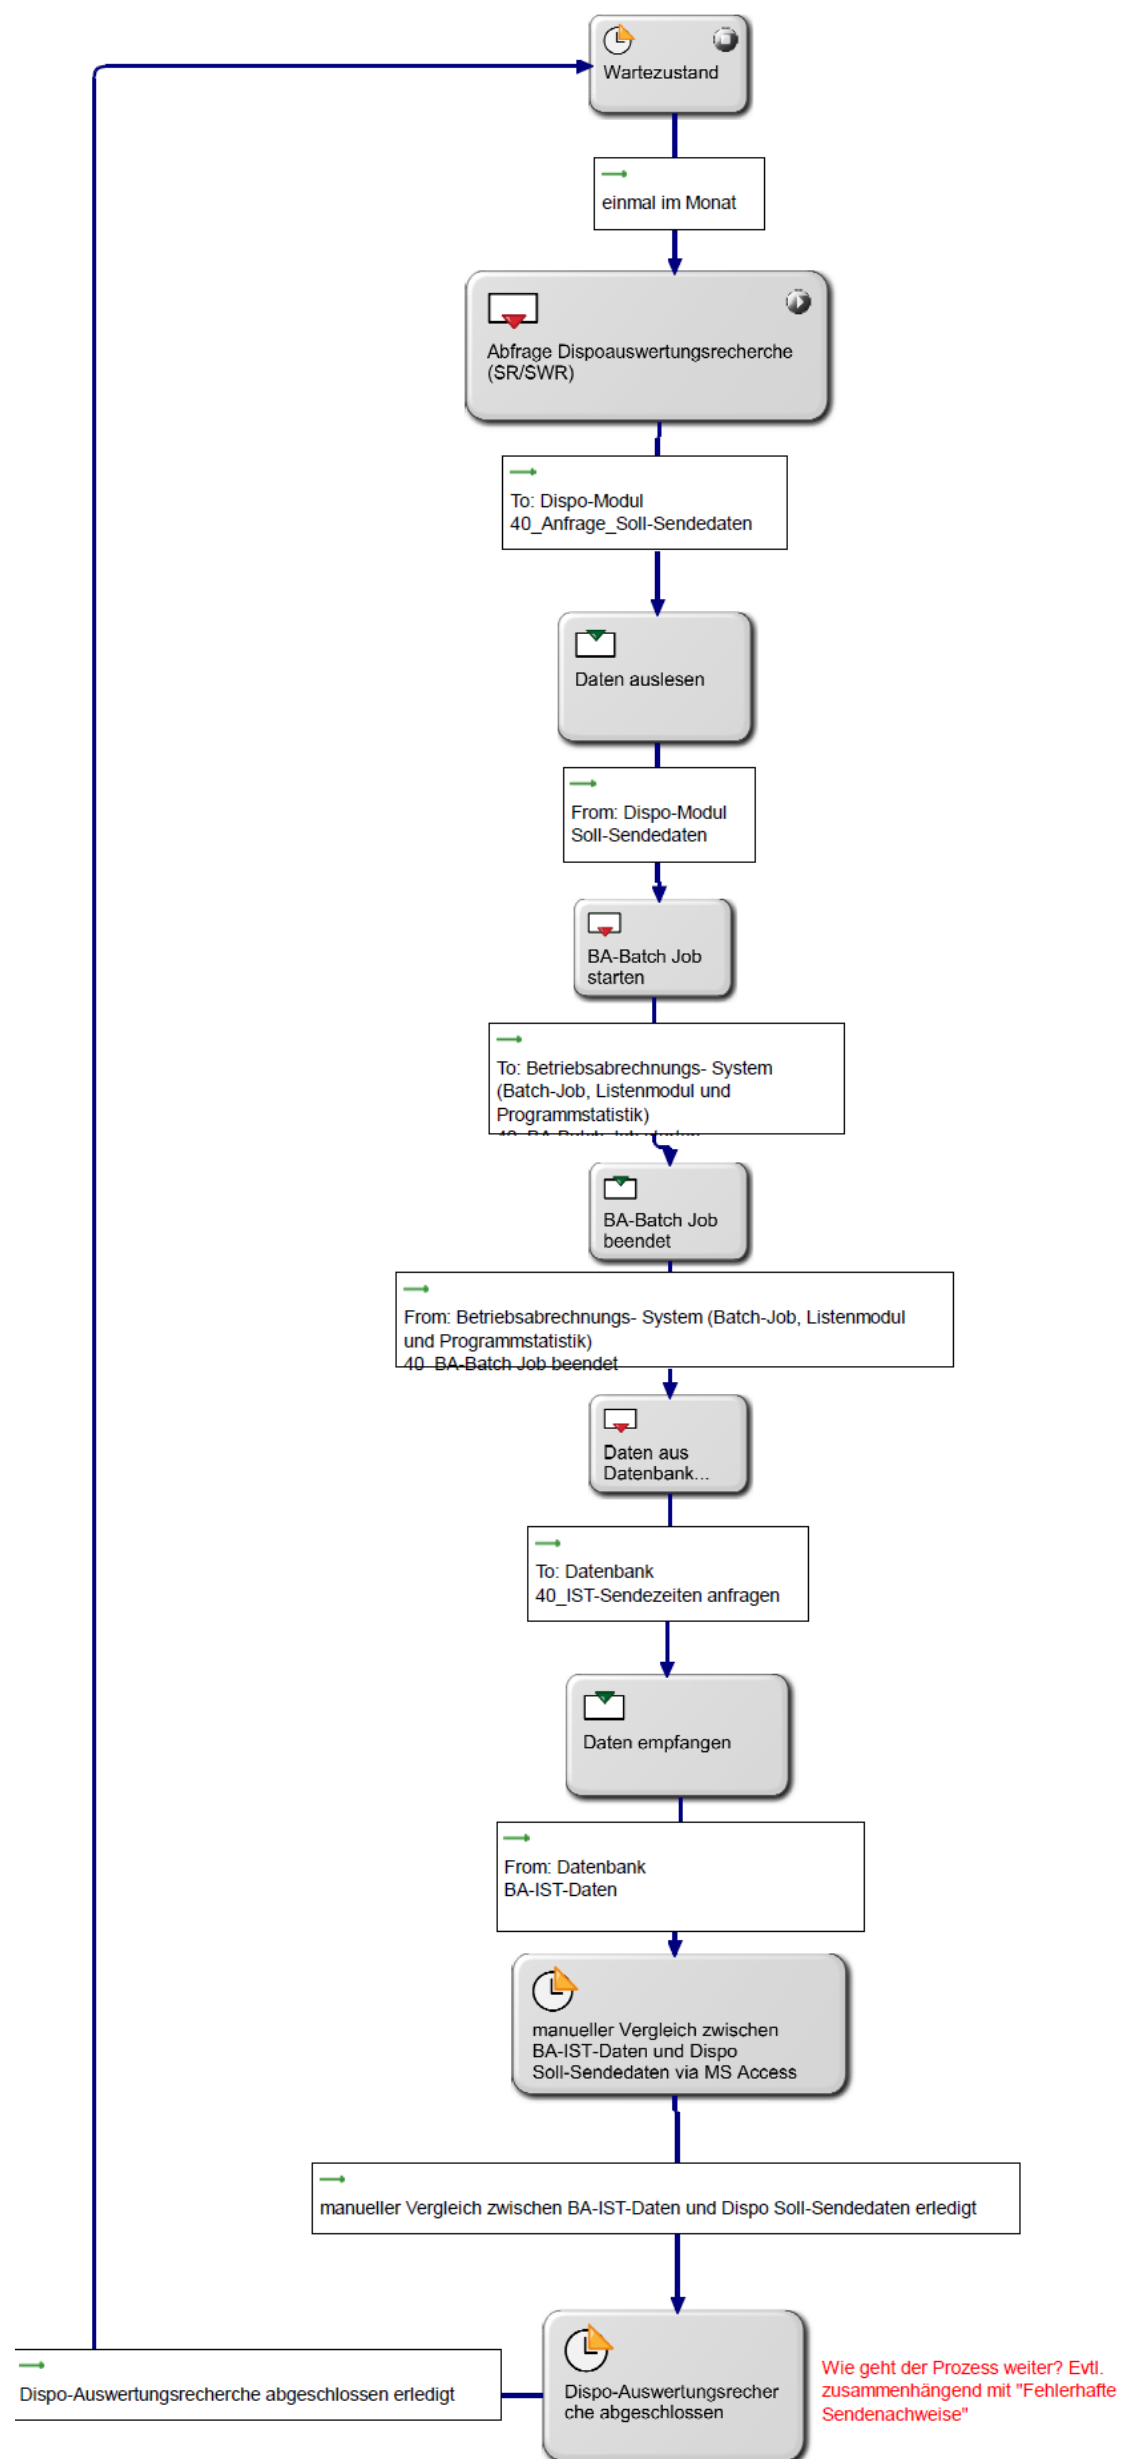 Wartezustand
einmal im Monat
Abfrage Dispoauswertungsrecherche
(SR/SWR)
To: Dispo-Modul
40_Anfrage_Soll-Sendedaten
Daten auslesen
From: Dispo-Modul
Soll-Sendedaten
BA-Batch Job
starten
To: Betriebsabrechnungs- System
(Batch-Job, Listenmodul und
Programmstatistik)
40_BA-Batch Job starten
BA-Batch Job
beendet
From: Betriebsabrechnungs- System (Batch-Job, Listenmodul
und Programmstatistik)
40_BA-Batch Job beendet
Daten aus
Datenbank...
To: Datenbank
40_IST-Sendezeiten anfragen
Daten empfangen
From: Datenbank
BA-IST-Daten
manueller Vergleich zwischen
BA-IST-Daten und Dispo
Soll-Sendedaten via MS Access
manueller Vergleich zwischen BA-IST-Daten und Dispo Soll-Sendedaten erledigt
Dispo-Auswertungsrecherche abgeschlossen erledigt
Dispo-Auswertungsrecher
che abgeschlossen
Wie geht der Prozess weiter? Evtl.
zusammenhängend mit "Fehlerhafte
Sendenachweise"